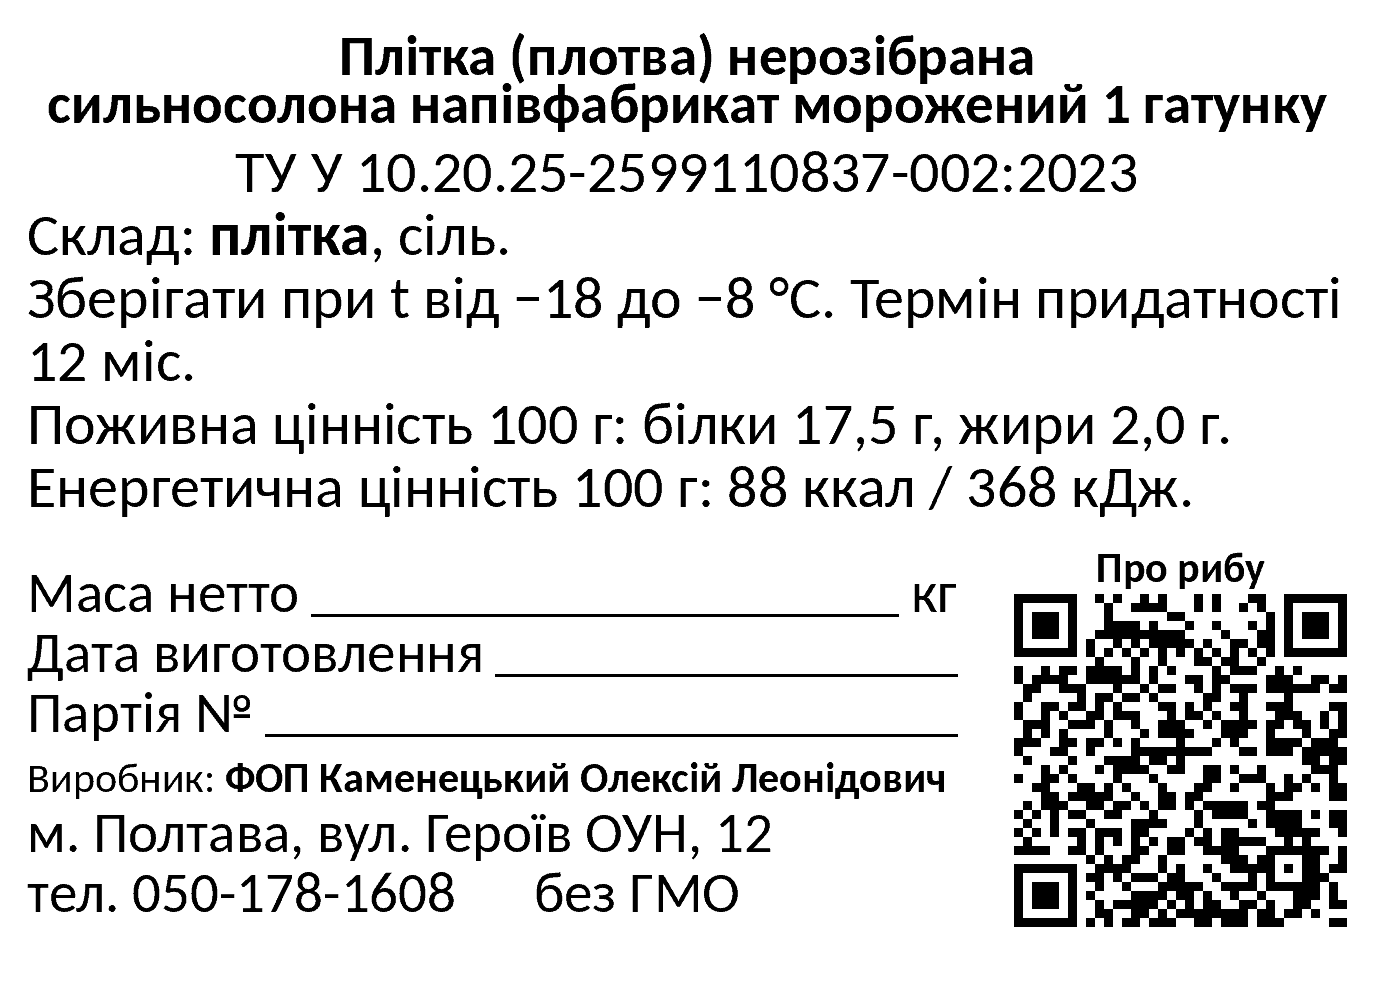 Плітка (плотва) нерозібрана
сильносолона напівфабрикат морожений 1 гатунку
ТУ У 10.20.25-2599110837-002:2023
Склад: плітка, сіль.
Зберігати при t від −18 до −8 °С. Термін придатності
12 міс.
Поживна цінність 100 г: білки 17,5 г, жири 2,0 г.
Енергетична цінність 100 г: 88 ккал / 368 кДж.
Про рибу
Маса нетто ______________________ кг
Дата виготовлення _________________
Партія № __________________________
Виробник: ФОП Каменецький Олексій Леонідович
м. Полтава, вул. Героїв ОУН, 12
тел. 050-178-1608 без ГМО